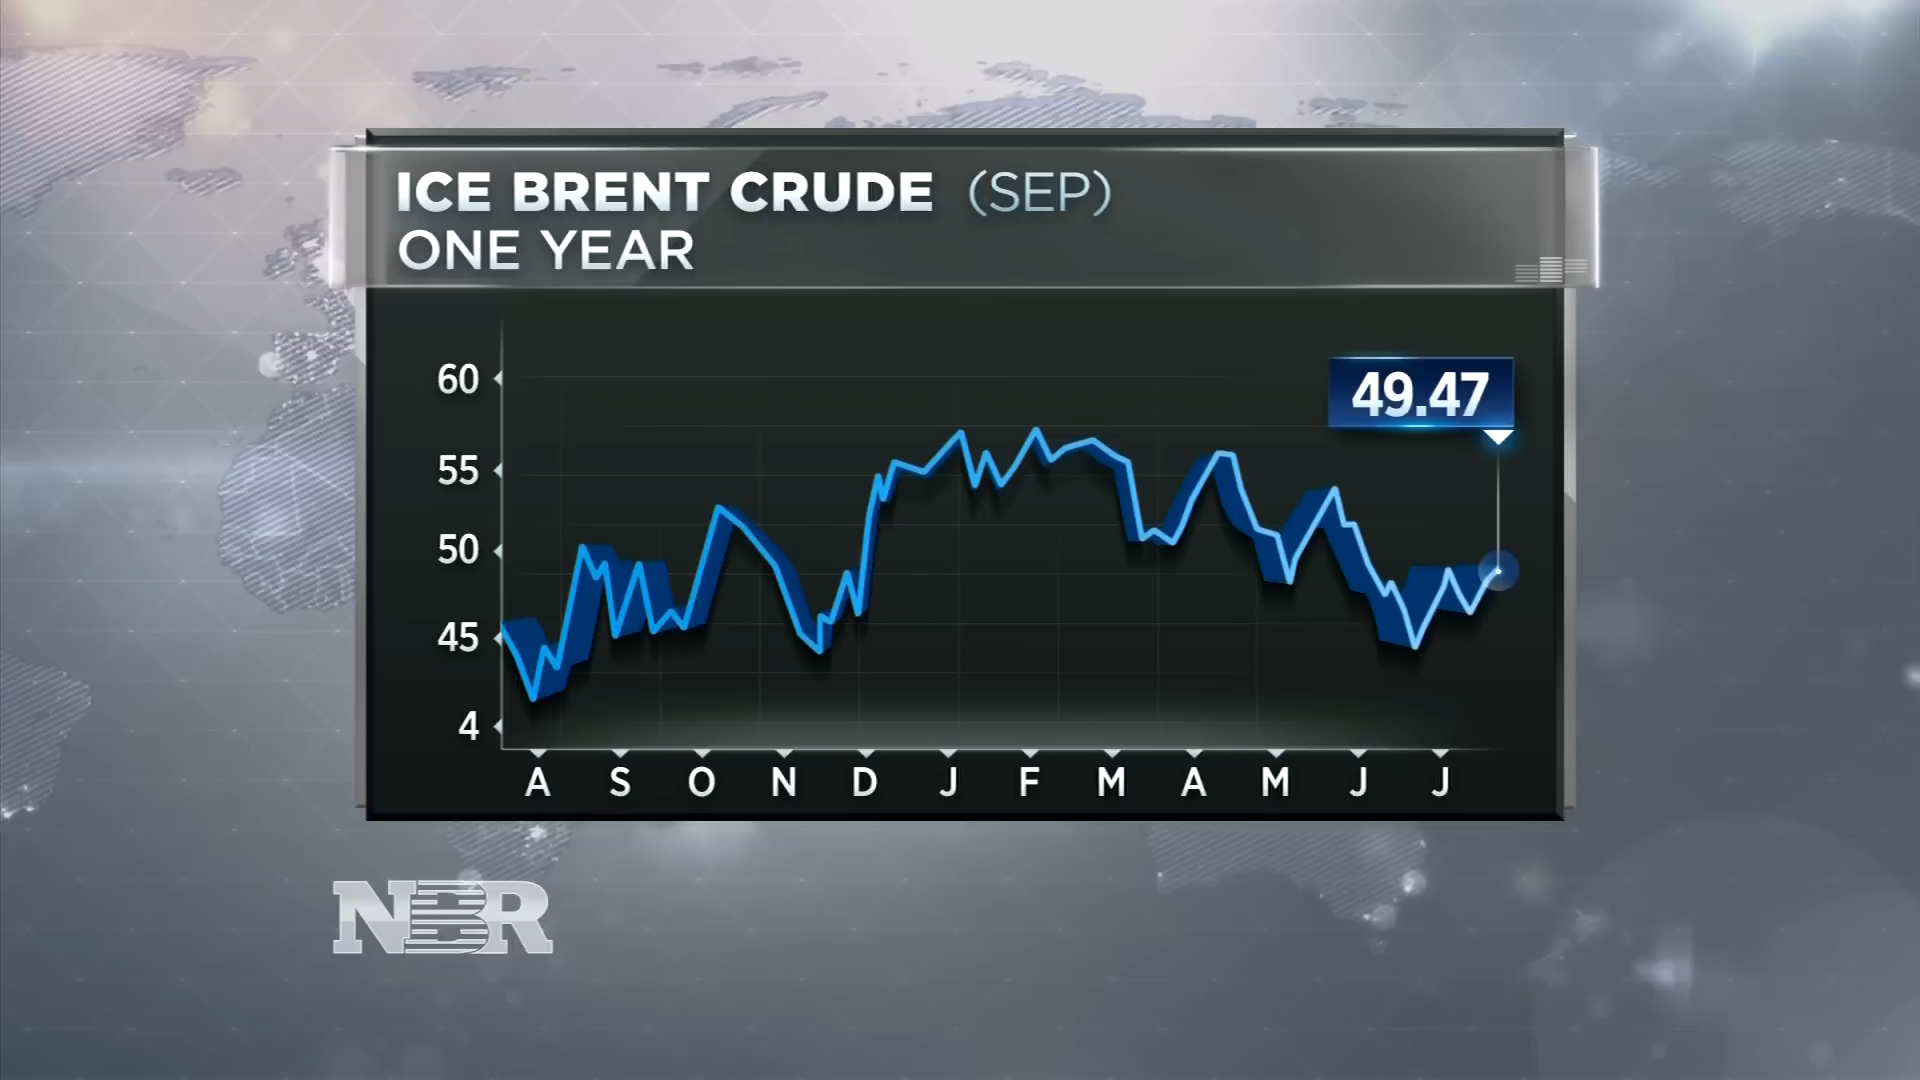 ICE BRENT CRUDE (SEP)
ONE YEAR
60
55
50
45
4
49.47
A S O N D J F M A M J J
NBR